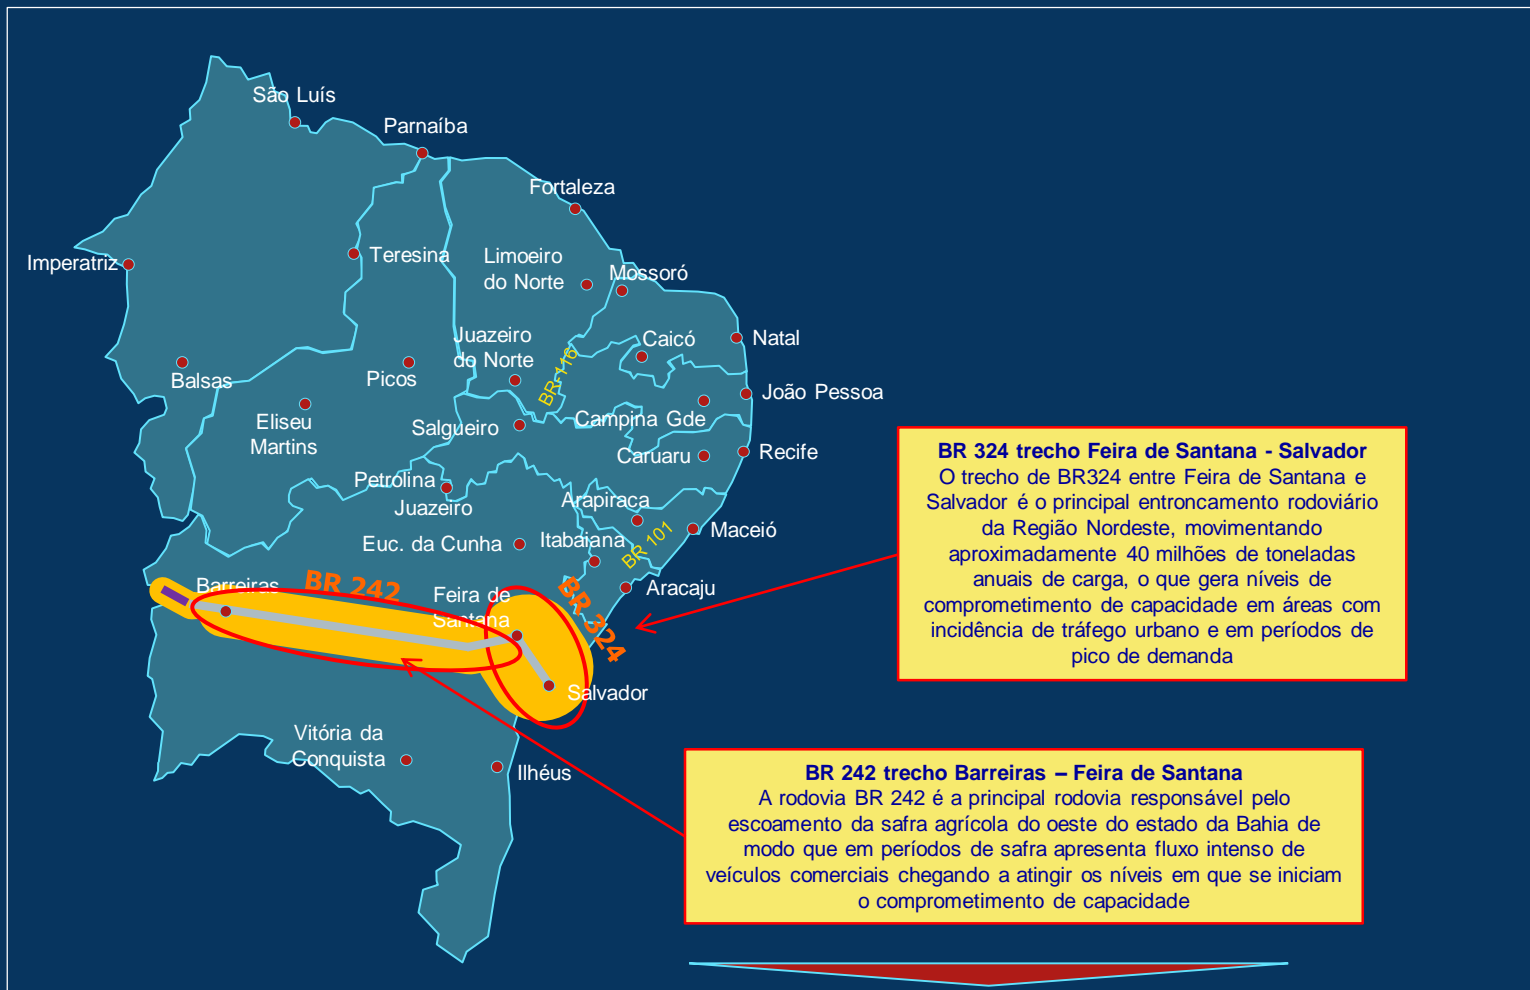 São Luís
Parnaíba
Fortaleza
Imperatriz
Teresina
Limoeiro
do Norte
Mossoró
Juazeiro
do Norte
BR 116
Caicó
Natal
Balsas
Picos
João Pessoa
Eliseu
Martins
Salgueiro
Campina Gde
Caruaru
Recife
Petrolina
Juazeiro
Arapiraca
Euc. da Cunha
Itabaiana
BR 101
Maceió
Barreiras
BR 242
Feira de
Santana
BR 324
Aracaju
Salvador
Vitória da
Conquista
Ilhéus
BR 324 trecho Feira de Santana - Salvador
O trecho de BR324 entre Feira de Santana e
Salvador é o principal entroncamento rodoviário
da Região Nordeste, movimentando
aproximadamente 40 milhões de toneladas
anuais de carga, o que gera níveis de
comprometimento de capacidade em áreas com
incidência de tráfego urbano e em períodos de
pico de demanda
BR 242 trecho Barreiras – Feira de Santana
A rodovia BR 242 é a principal rodovia responsável pelo
escoamento da safra agrícola do oeste do estado da Bahia de
modo que em períodos de safra apresenta fluxo intenso de
veículos comerciais chegando a atingir os níveis em que se iniciam
o comprometimento de capacidade